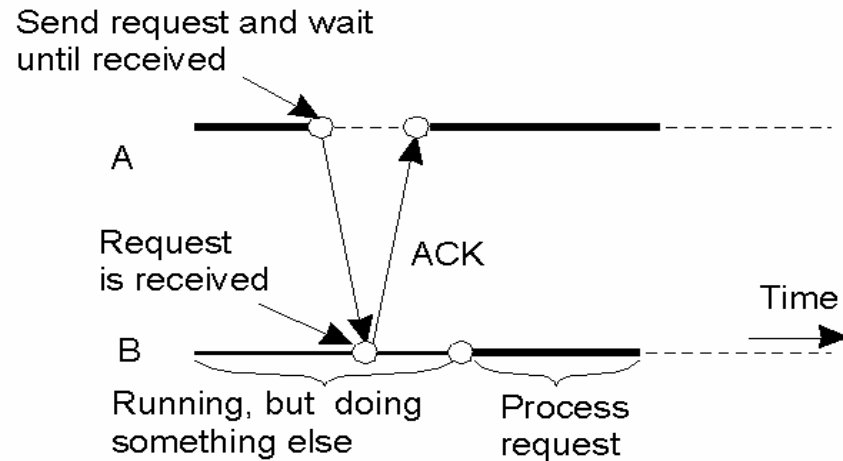 Send request and wait
until received
A
Request
is received
ACK
Time
B
Running, but doing
something else
Process
request